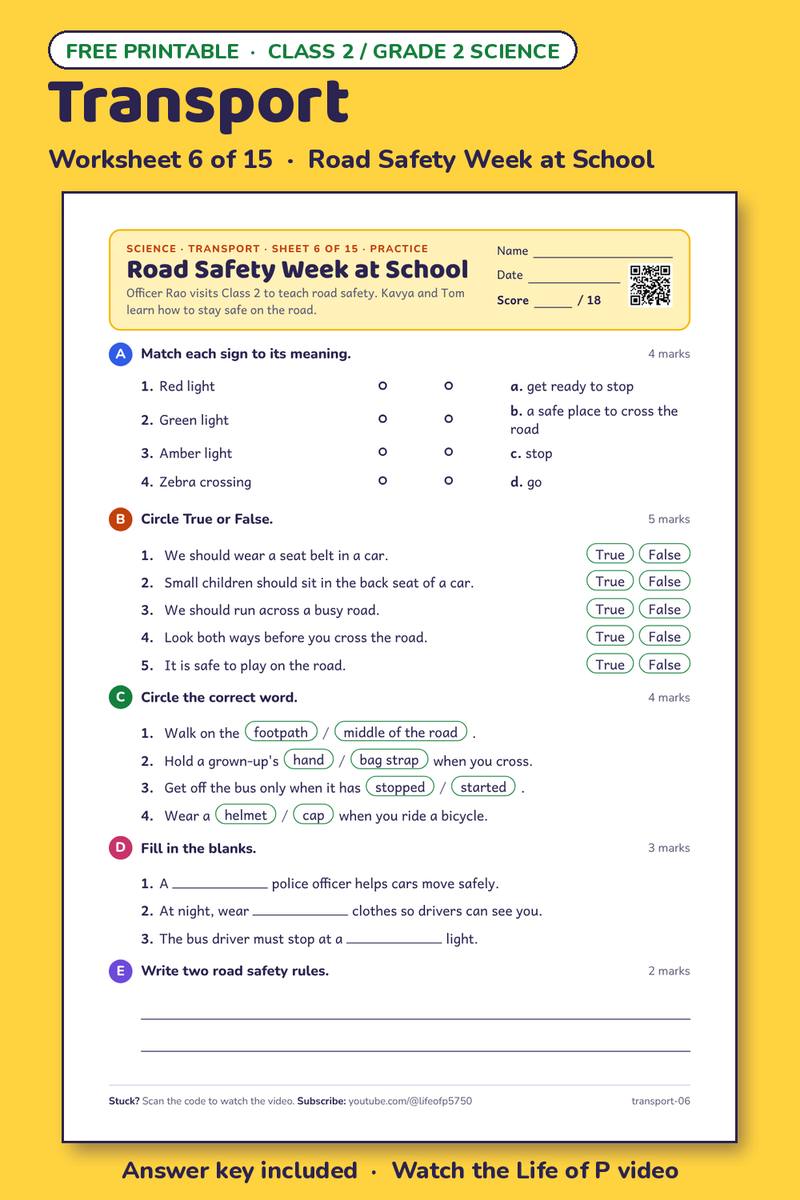 FREE PRINTABLE · CLASS 2 / GRADE 2 SCIENCE
Transport
Worksheet 6 of 15 · Road Safety Week at School
SCIENCE · TRANSPORT · SHEET 6 OF 15 · PRACTICE
Road Safety Week at School
Officer Rao visits Class 2 to teach road safety. Kavya and Tom
learn how to stay safe on the road.
Name
Date
Score / 18
A Match each sign to its meaning. 4 marks
1. Red light a. get ready to stop
2. Green light b. a safe place to cross the
road
3. Amber light c. stop
4. Zebra crossing d. go
B Circle True or False. 5 marks
1. We should wear a seat belt in a car. True False
2. Small children should sit in the back seat of a car. True False
3. We should run across a busy road. True False
4. Look both ways before you cross the road. True False
5. It is safe to play on the road. True False
C Circle the correct word. 4 marks
1. Walk on the footpath / middle of the road .
2. Hold a grown-up's hand / bag strap when you cross.
3. Get off the bus only when it has stopped / started .
4. Wear a helmet / cap when you ride a bicycle.
D Fill in the blanks. 3 marks
1. A ____________ police officer helps cars move safely.
2. At night, wear ____________ clothes so drivers can see you.
3. The bus driver must stop at a ____________ light.
E Write two road safety rules. 2 marks
Stuck? Scan the code to watch the video. Subscribe: youtube.com/@lifeofp5750 transport-06
Answer key included · Watch the Life of P video